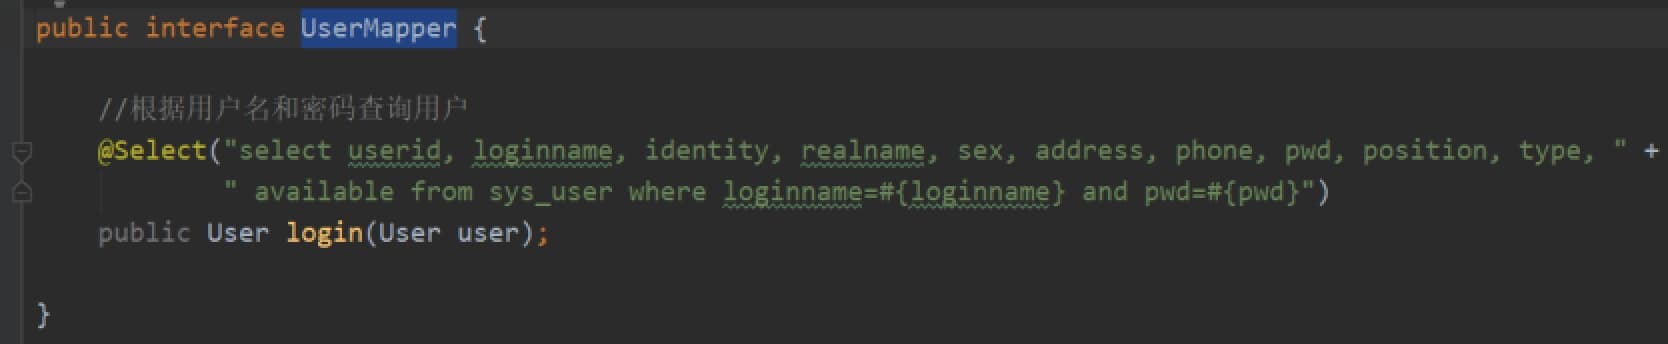 public interface UserMapper {
//根据用户名和密码查询用户
@Select("select userid, loginname, identity, realname, sex, address, phone, pwd, position, type, " +
" available from sys_user where loginname=#{loginname} and pwd=#{pwd}")
public User login(User user);
}